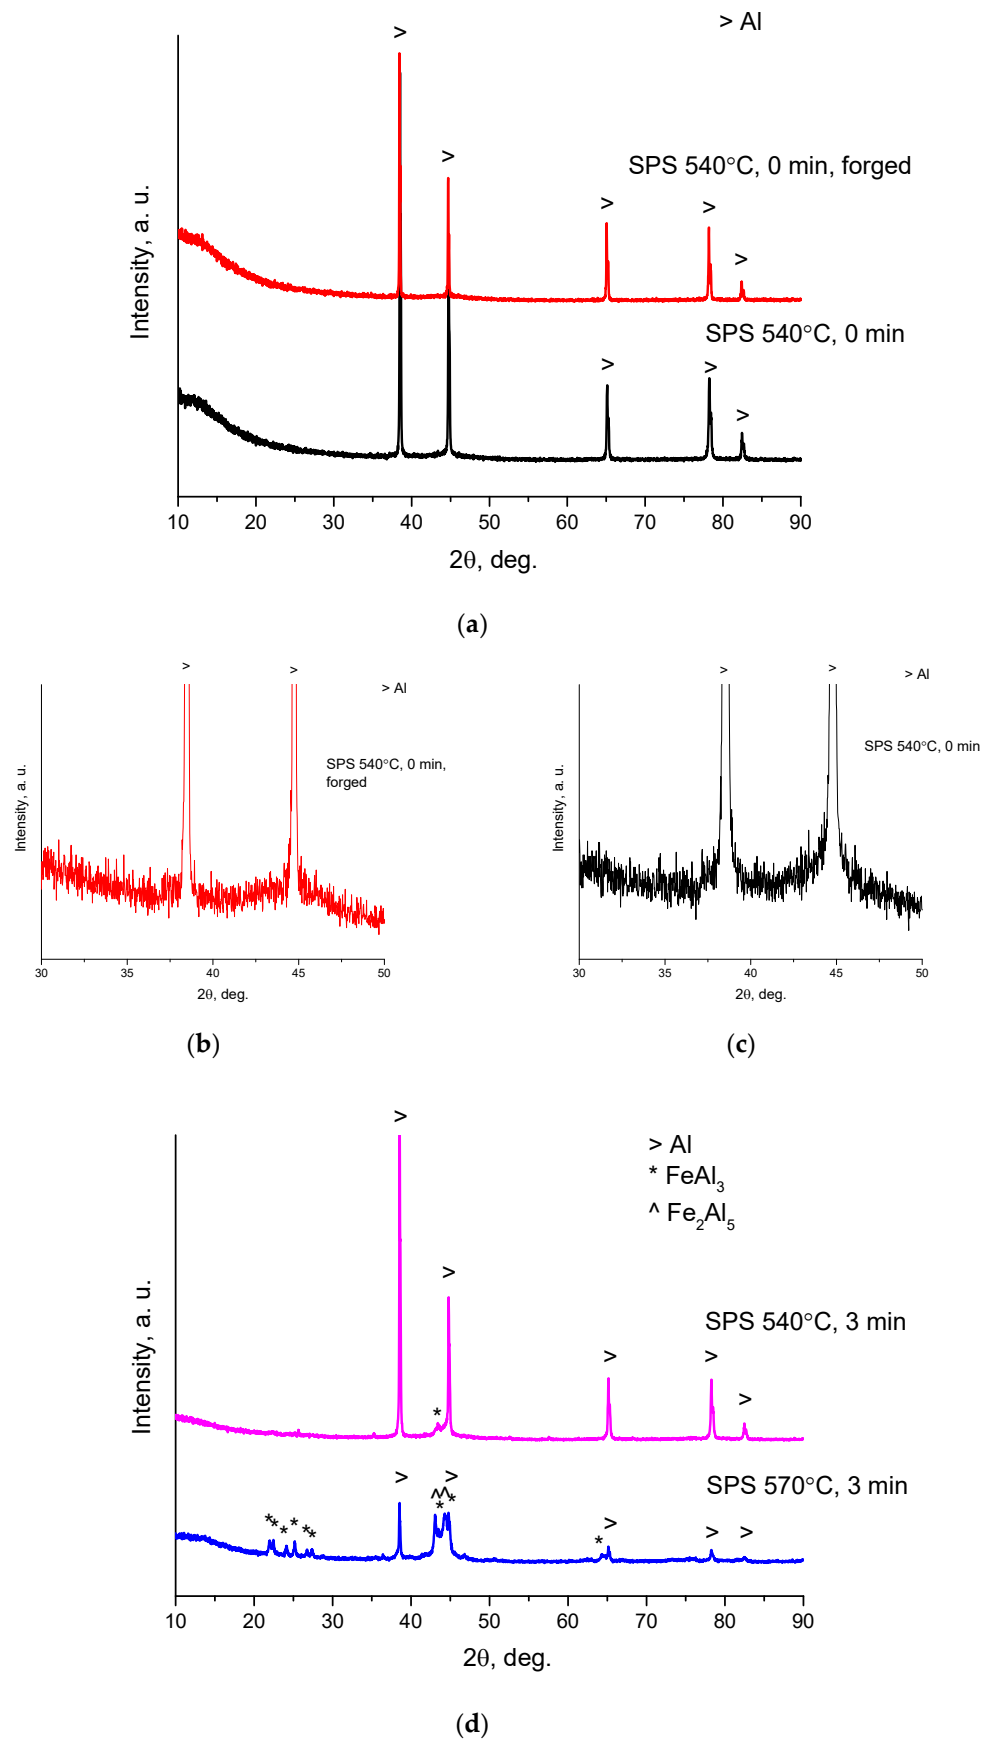 > Al
>
>
SPS 540°C, 0 min, forged
> > >
SPS 540°C, 0 min
> > >
Intensity, a. u.
10 20 30 40 50 60 70 80 90
2θ, deg.
(a)
> >
> Al
SPS 540°C, 0 min,
forged
Intensity, a. u.
30 35 40 45 50
2θ, deg.
(b)
> >
> Al
SPS 540°C, 0 min
Intensity, a. u.
30 35 40 45 50
2θ, deg.
(c)
>
> Al
* FeAl3
^ Fe2Al5
>
SPS 540°C, 3 min
> > >
*
Intensity, a. u.
SPS 570°C, 3 min
> ^^ >
* *
** * * **
* > > >
10 20 30 40 50 60 70 80 90
2θ, deg.
(d)